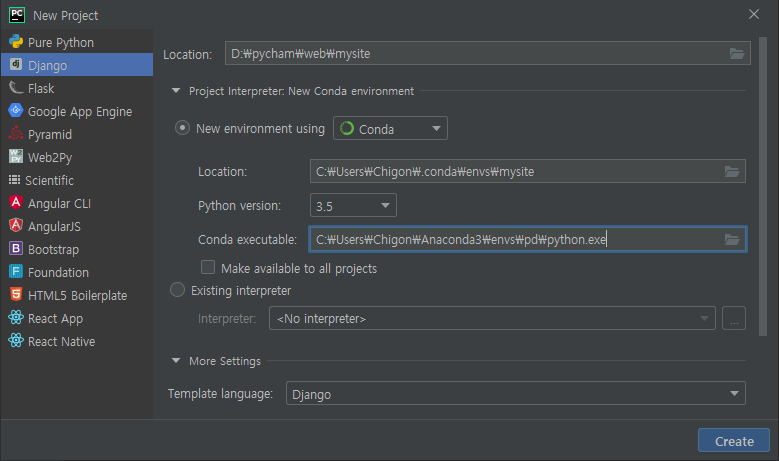 PC New Project
Pure Python
dj Django
Flask
Google App Engine
Pyramid
Web2Py
Scientific
Angular CLI
AngularJS
Bootstrap
Foundation
HTML5 Boilerplate
React App
React Native
Location: D:₩pycham₩web₩mysite
Project Interpreter: New Conda environment
New environment using Conda
Location: C:₩Users₩Chigon₩.conda₩envs₩mysite
Python version: 3.5
Conda executable: C:₩Users₩Chigon₩Anaconda3₩envs₩pd₩python.exe
Make available to all projects
Existing interpreter
Interpreter: <No interpreter> ...
More Settings
Template language: Django
Create